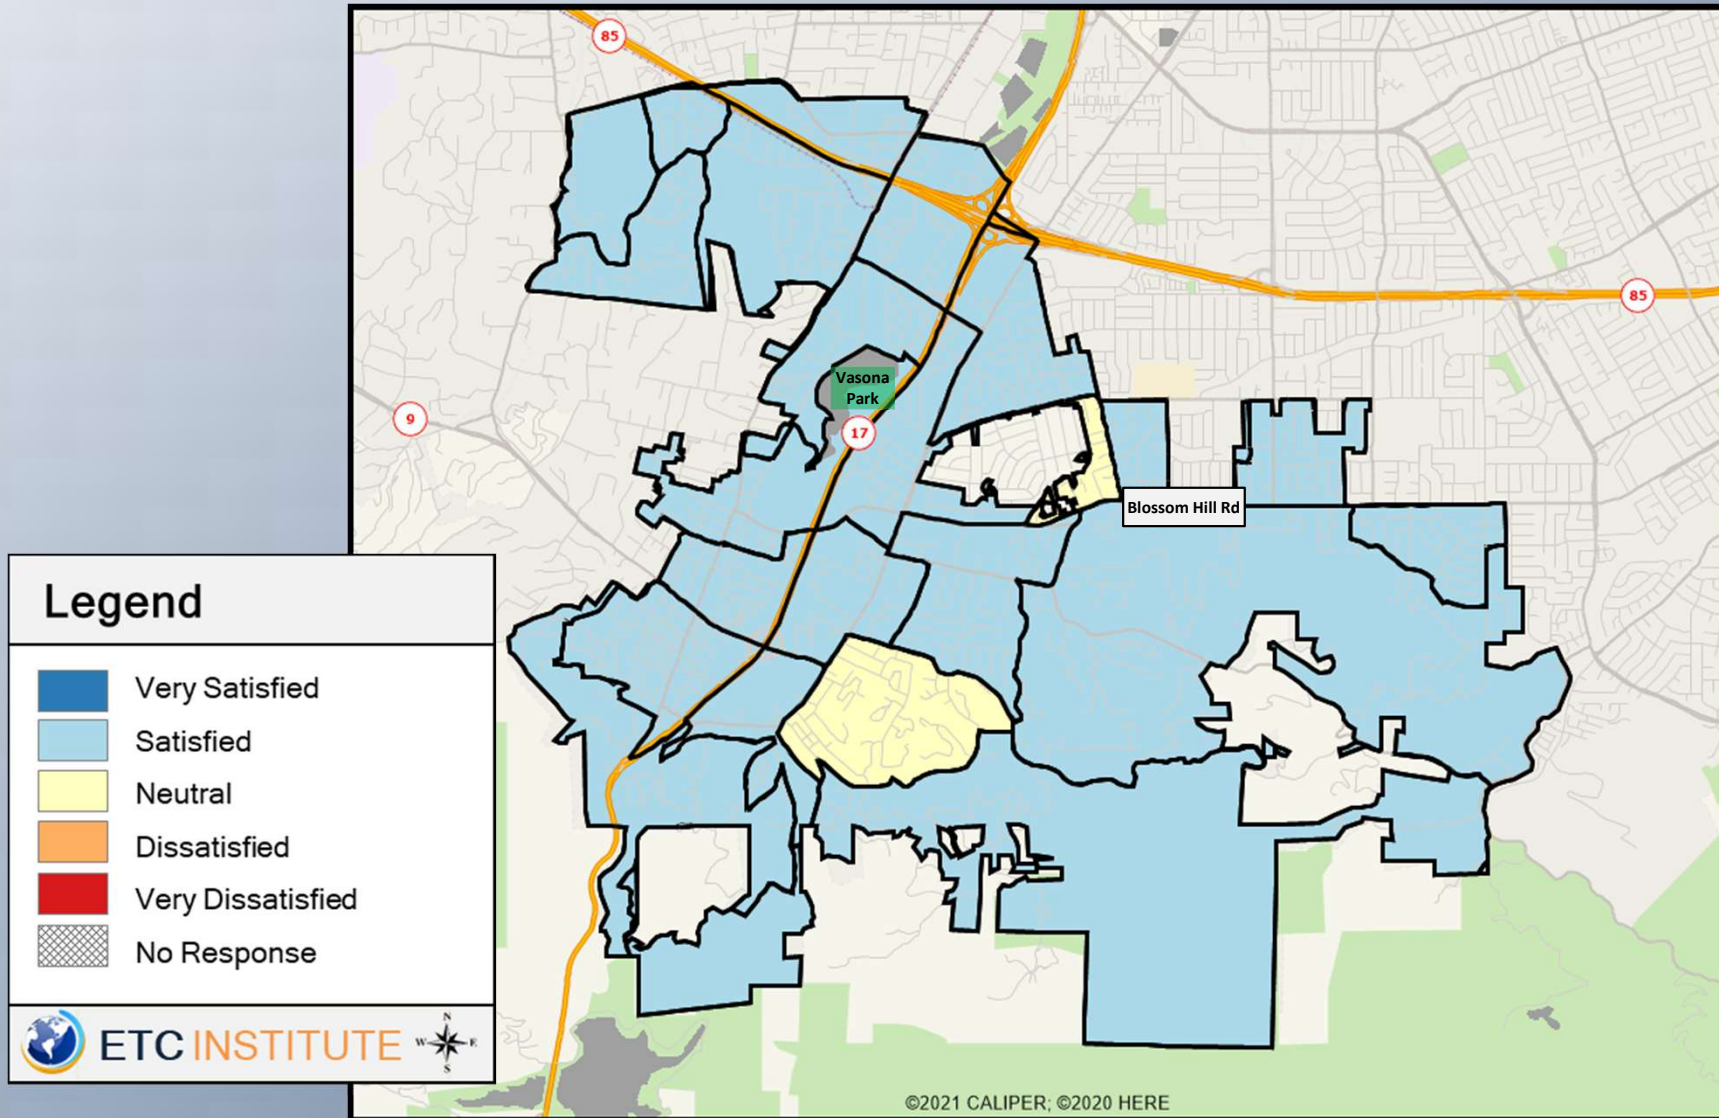 85
85
9
Vasona
Park
17
Blossom Hill Rd
Legend
Very Satisfied
Satisfied
Neutral
Dissatisfied
Very Dissatisfied
No Response
ETC INSTITUTE
N
W
E
S
©2021 CALIPER; ©2020 HERE